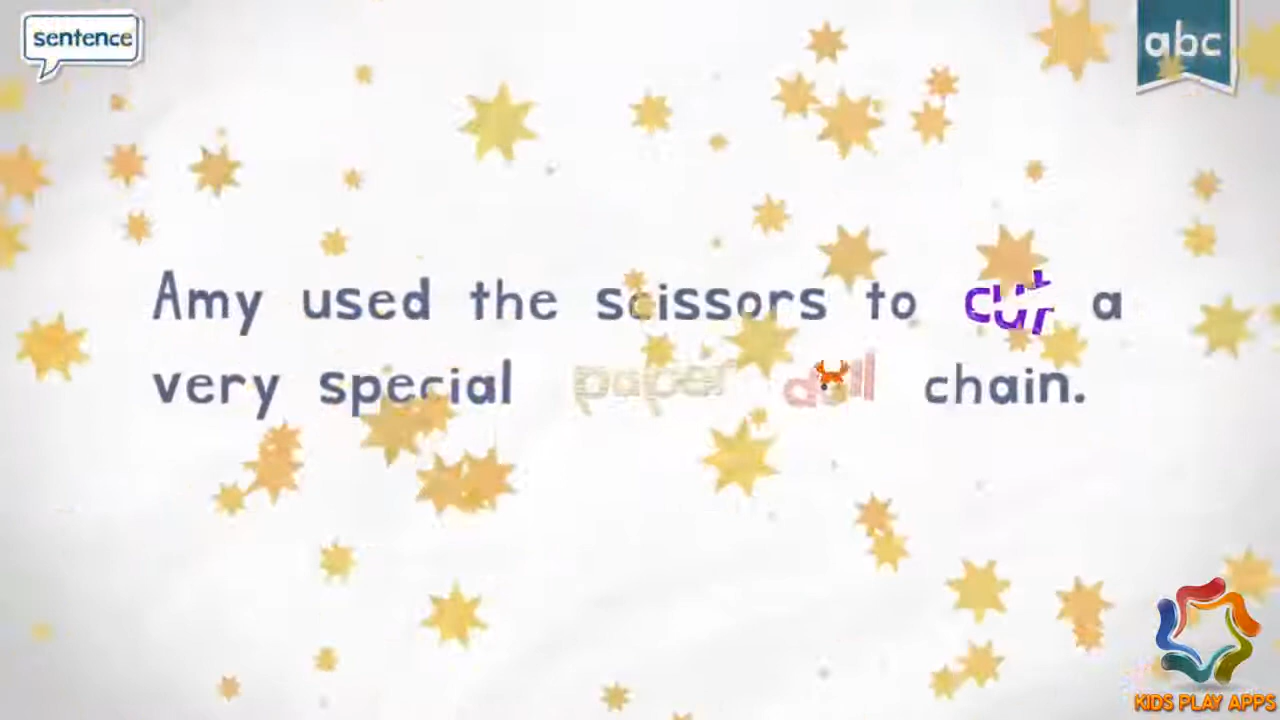 sentence
abc
Amy used the scissors to cut a
very special paper doll chain.
KIDS PLAY APPS